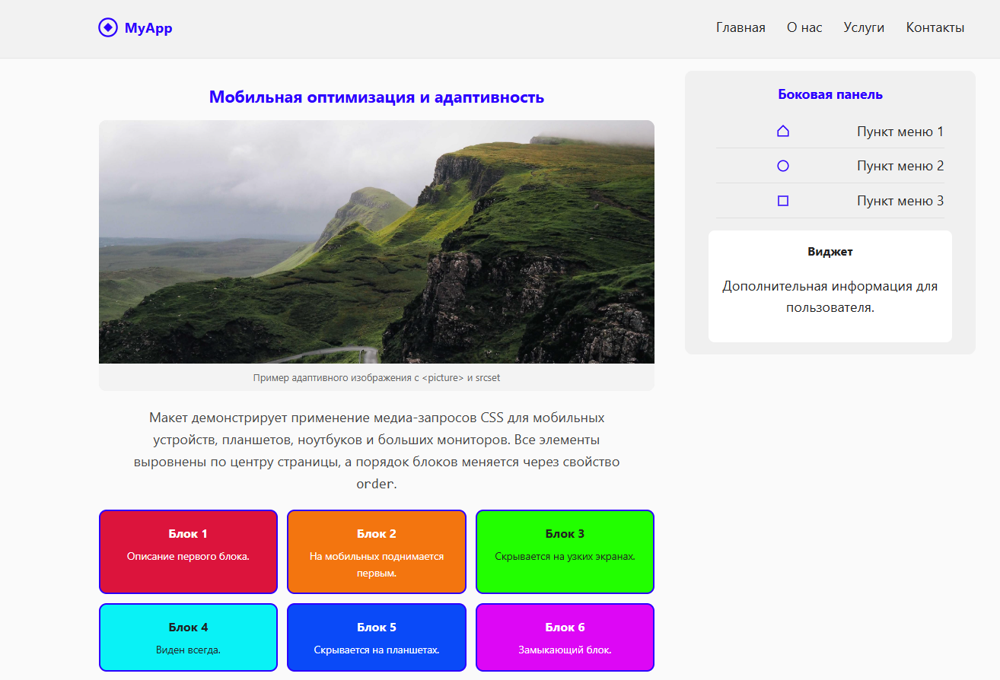 MyApp
Главная
О нас
Услуги
Контакты
Мобильная оптимизация и адаптивность
Пример адаптивного изображения с <picture> и srcset
Макет демонстрирует применение медиа-запросов CSS для мобильных
устройств, планшетов, ноутбуков и больших мониторов. Все элементы
выровнены по центру страницы, а порядок блоков меняется через свойство
order.
Блок 1
Описание первого блока.
Блок 2
На мобильных поднимается
первым.
Блок 3
Скрывается на узких экранах.
Блок 4
Виден всегда.
Блок 5
Скрывается на планшетах.
Блок 6
Замыкающий блок.
Боковая панель
Пункт меню 1
Пункт меню 2
Пункт меню 3
Виджет
Дополнительная информация для
пользователя.